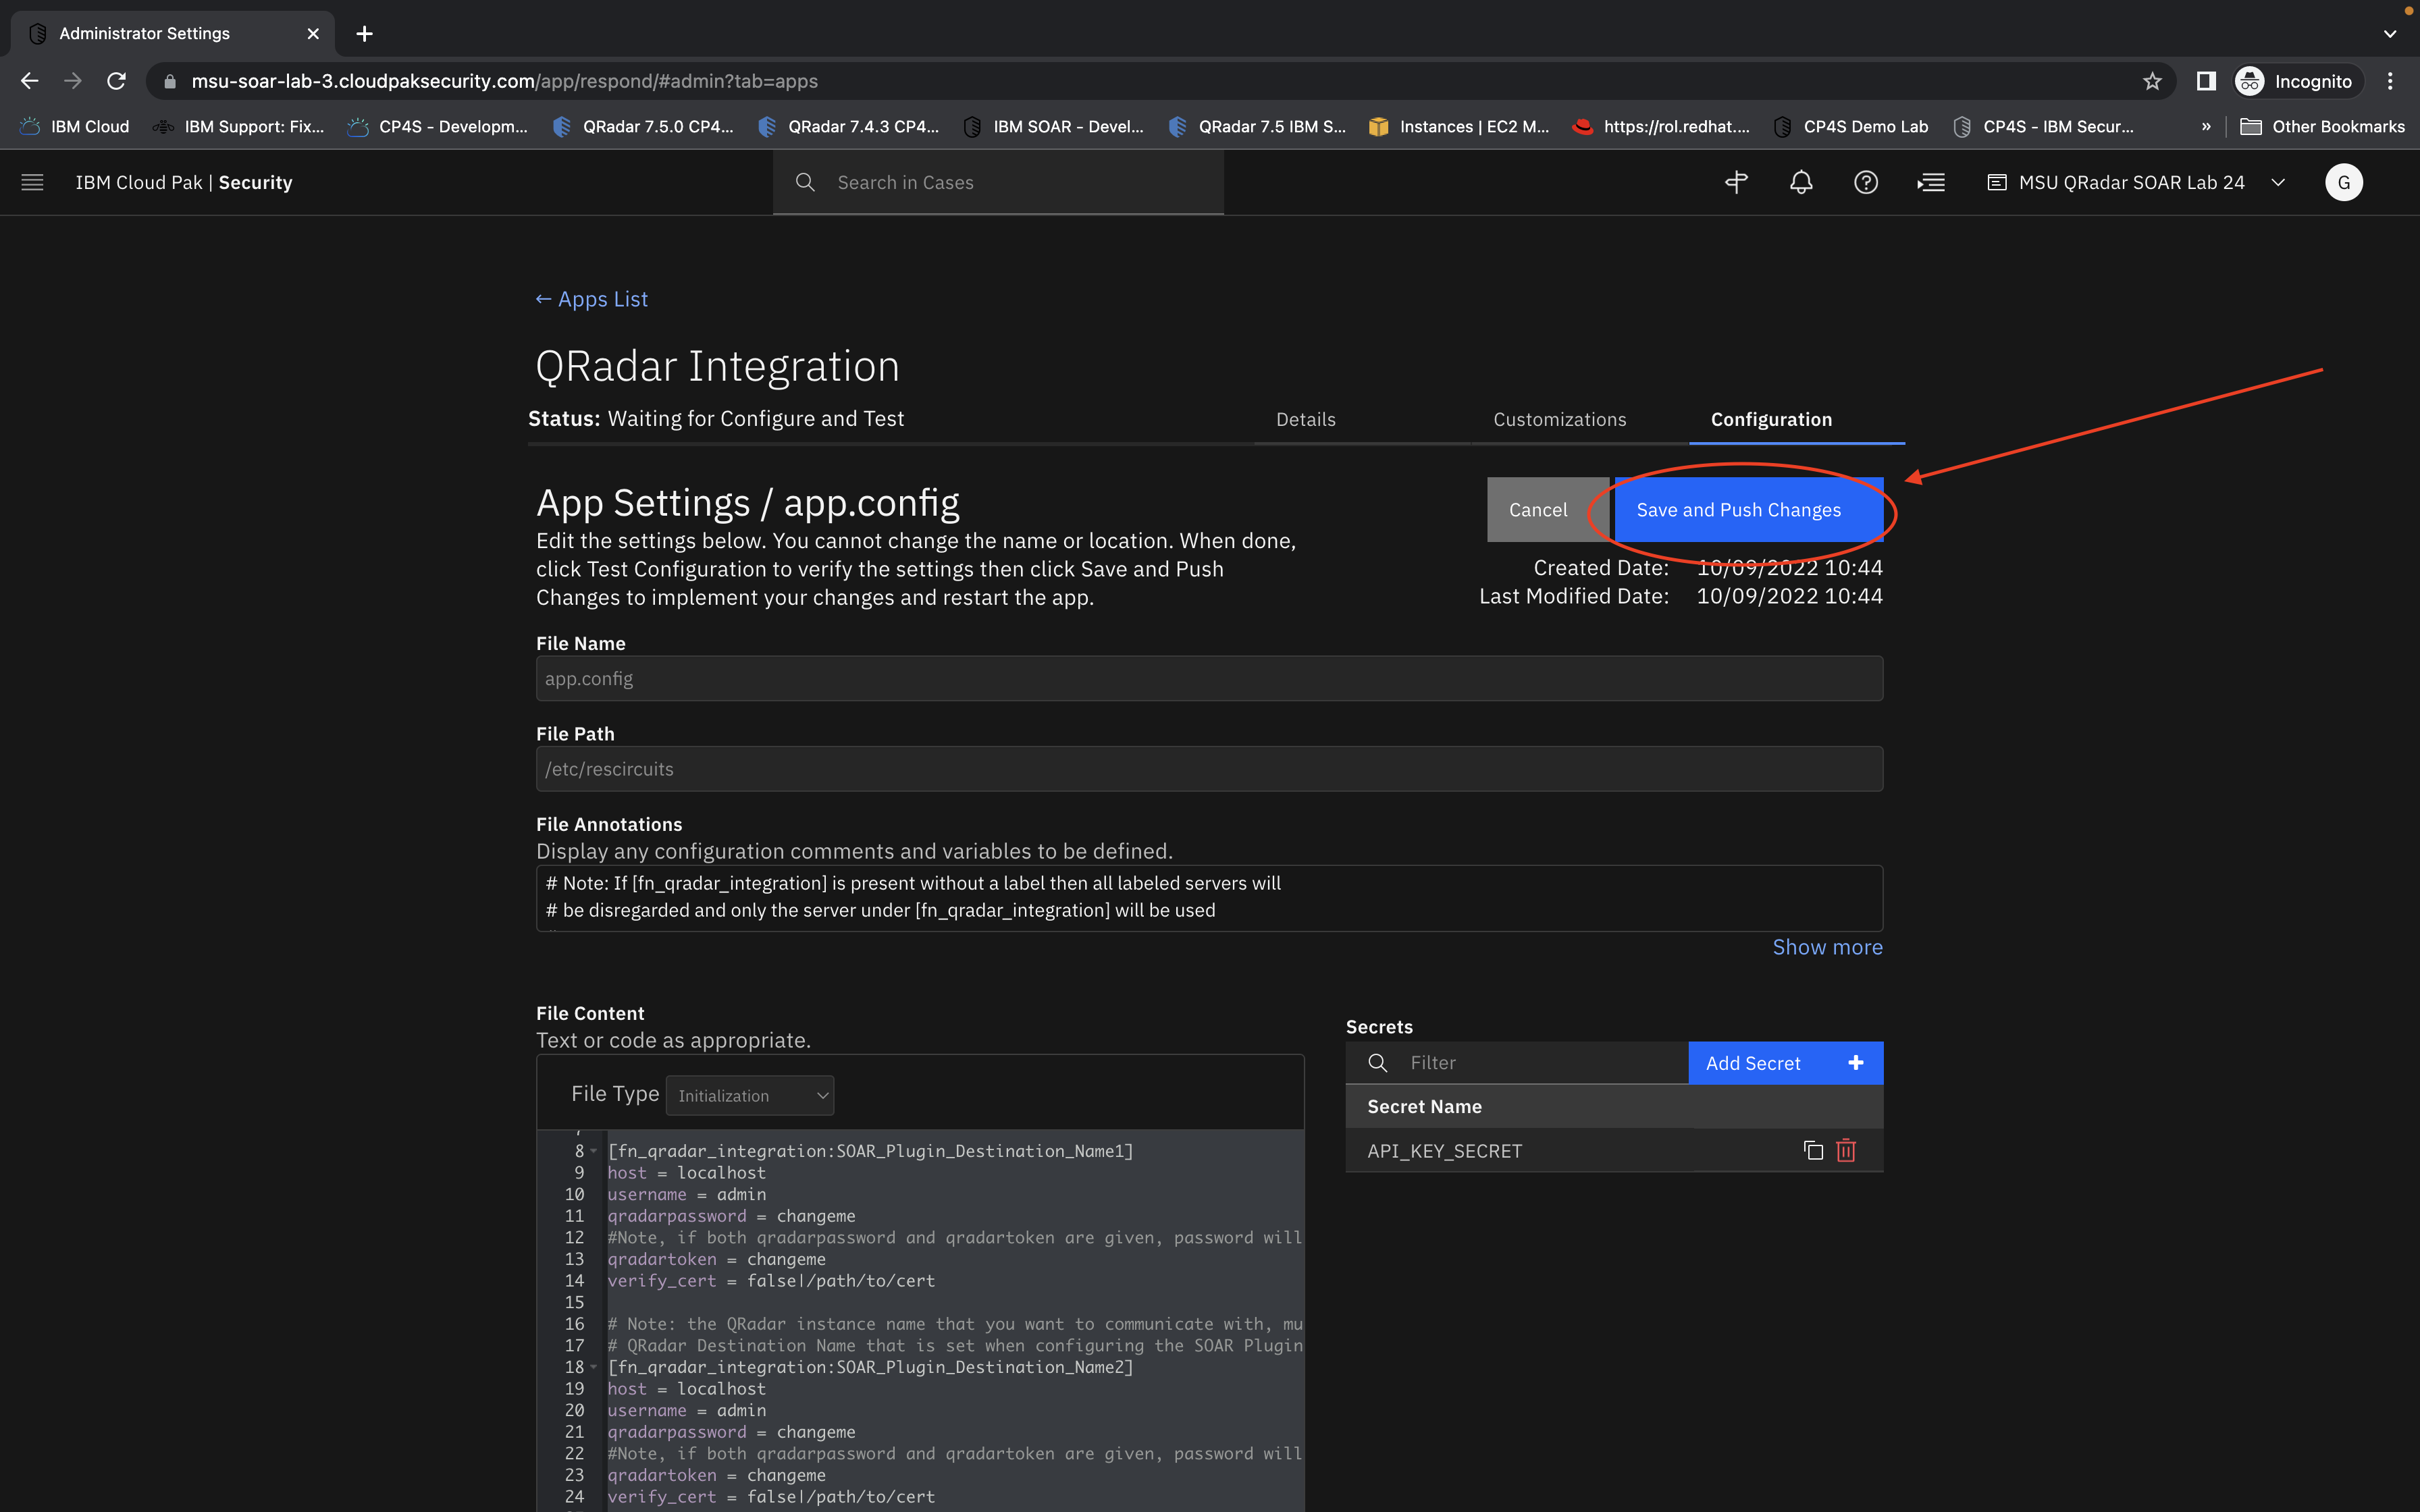 Administrator Settings
msu-soar-lab-3.cloudpaksecurity.com/app/respond/#admin?tab=apps
Incognito
IBM Cloud
IBM Support: Fix...
CP4S - Developm...
QRadar 7.5.0 CP4...
QRadar 7.4.3 CP4...
IBM SOAR - Devel...
QRadar 7.5 IBM S...
Instances | EC2 M...
https://rol.redhat....
CP4S Demo Lab
CP4S - IBM Secur...
»
Other Bookmarks
IBM Cloud Pak | Security
Search in Cases
MSU QRadar SOAR Lab 24
G
← Apps List
QRadar Integration
Status: Waiting for Configure and Test
Details
Customizations
Configuration
App Settings / app.config
Cancel
Save and Push Changes
Edit the settings below. You cannot change the name or location. When done,
click Test Configuration to verify the settings then click Save and Push
Changes to implement your changes and restart the app.
Created Date: 10/09/2022 10:44
Last Modified Date: 10/09/2022 10:44
File Name
app.config
File Path
/etc/rescircuits
File Annotations
Display any configuration comments and variables to be defined.
# Note: If [fn_qradar_integration] is present without a label then all labeled servers will
# be disregarded and only the server under [fn_qradar_integration] will be used
Show more
File Content
Text or code as appropriate.
File Type Initialization
8 [fn_qradar_integration:SOAR_Plugin_Destination_Name1]
9 host = localhost
10 username = admin
11 qradarpassword = changeme
12 #Note, if both qradarpassword and qradartoken are given, password will
13 qradartoken = changeme
14 verify_cert = false|/path/to/cert
15
16 # Note: the QRadar instance name that you want to communicate with, mu
17 # QRadar Destination Name that is set when configuring the SOAR Plugin
18 [fn_qradar_integration:SOAR_Plugin_Destination_Name2]
19 host = localhost
20 username = admin
21 qradarpassword = changeme
22 #Note, if both qradarpassword and qradartoken are given, password will
23 qradartoken = changeme
24 verify_cert = false|/path/to/cert
Secrets
Filter
Add Secret +
Secret Name
API_KEY_SECRET